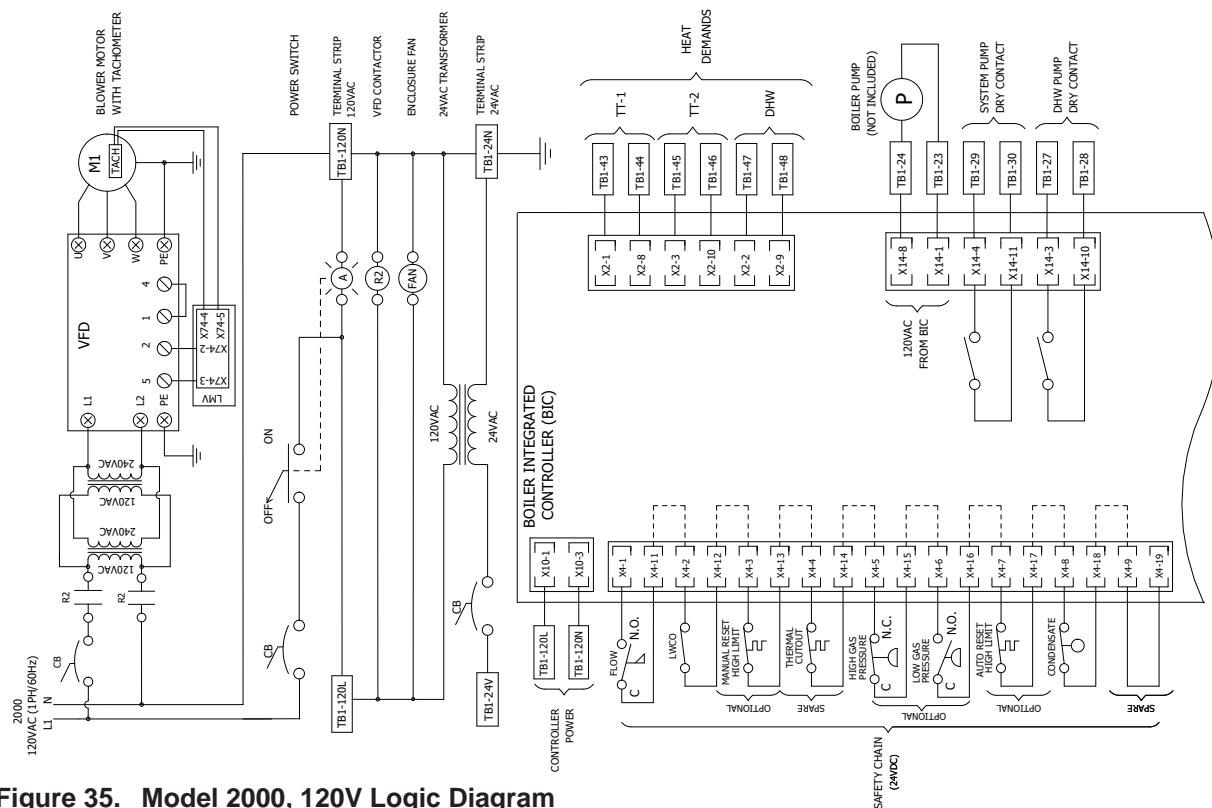 2000
120VAC (1PH/60Hz)
L1
N
CB
R2
R2
120VAC
240VAC
120VAC
240VAC
L1
L2
PE
VFD
U
V
W
PE
5
2
1
4
LMV
X74-3
X74-2
X74-4
X74-5
M1
TACH
BLOWER MOTOR
WITH TACHOMETER
CB
OFF
ON
POWER SWITCH
TB1-120L
A
TB1-120N
TERMINAL STRIP
120VAC
R2
VFD CONTACTOR
FAN
ENCLOSURE FAN
120VAC
24VAC
24VAC TRANSFORMER
TB1-24V
CB
TB1-24N
TERMINAL STRIP
24VAC
BOILER INTEGRATED
CONTROLLER (BIC)
CONTROLLER
POWER
TB1-120L
TB1-120N
X10-1
X10-3
SAFETY CHAIN
(24VDC)
FLOW
C
N.O.
LWCO
MANUAL RESET
HIGH LIMIT
OPTIONAL
THERMAL
CUTOUT
SPARE
HIGH GAS
PRESSURE
C
N.C.
LOW GAS
PRESSURE
C
N.O.
OPTIONAL
AUTO RESET
HIGH LIMIT
OPTIONAL
CONDENSATE
SPARE
X4-1
X4-11
X4-2
X4-12
X4-3
X4-13
X4-4
X4-14
X4-5
X4-15
X4-6
X4-16
X4-7
X4-17
X4-8
X4-18
X4-9
X4-19
X2-1
X2-8
X2-3
X2-10
X2-2
X2-9
TB1-43
TB1-44
TB1-45
TB1-46
TB1-47
TB1-48
TT-1
TT-2
DHW
HEAT
DEMANDS
120VAC
FROM BIC
X14-8
X14-1
X14-4
X14-11
X14-3
X14-10
TB1-24
TB1-23
TB1-29
TB1-30
TB1-27
TB1-28
P
BOILER PUMP
(NOT INCLUDED)
SYSTEM PUMP
DRY CONTACT
DHW PUMP
DRY CONTACT
Figure 35. Model 2000, 120V Logic Diagram